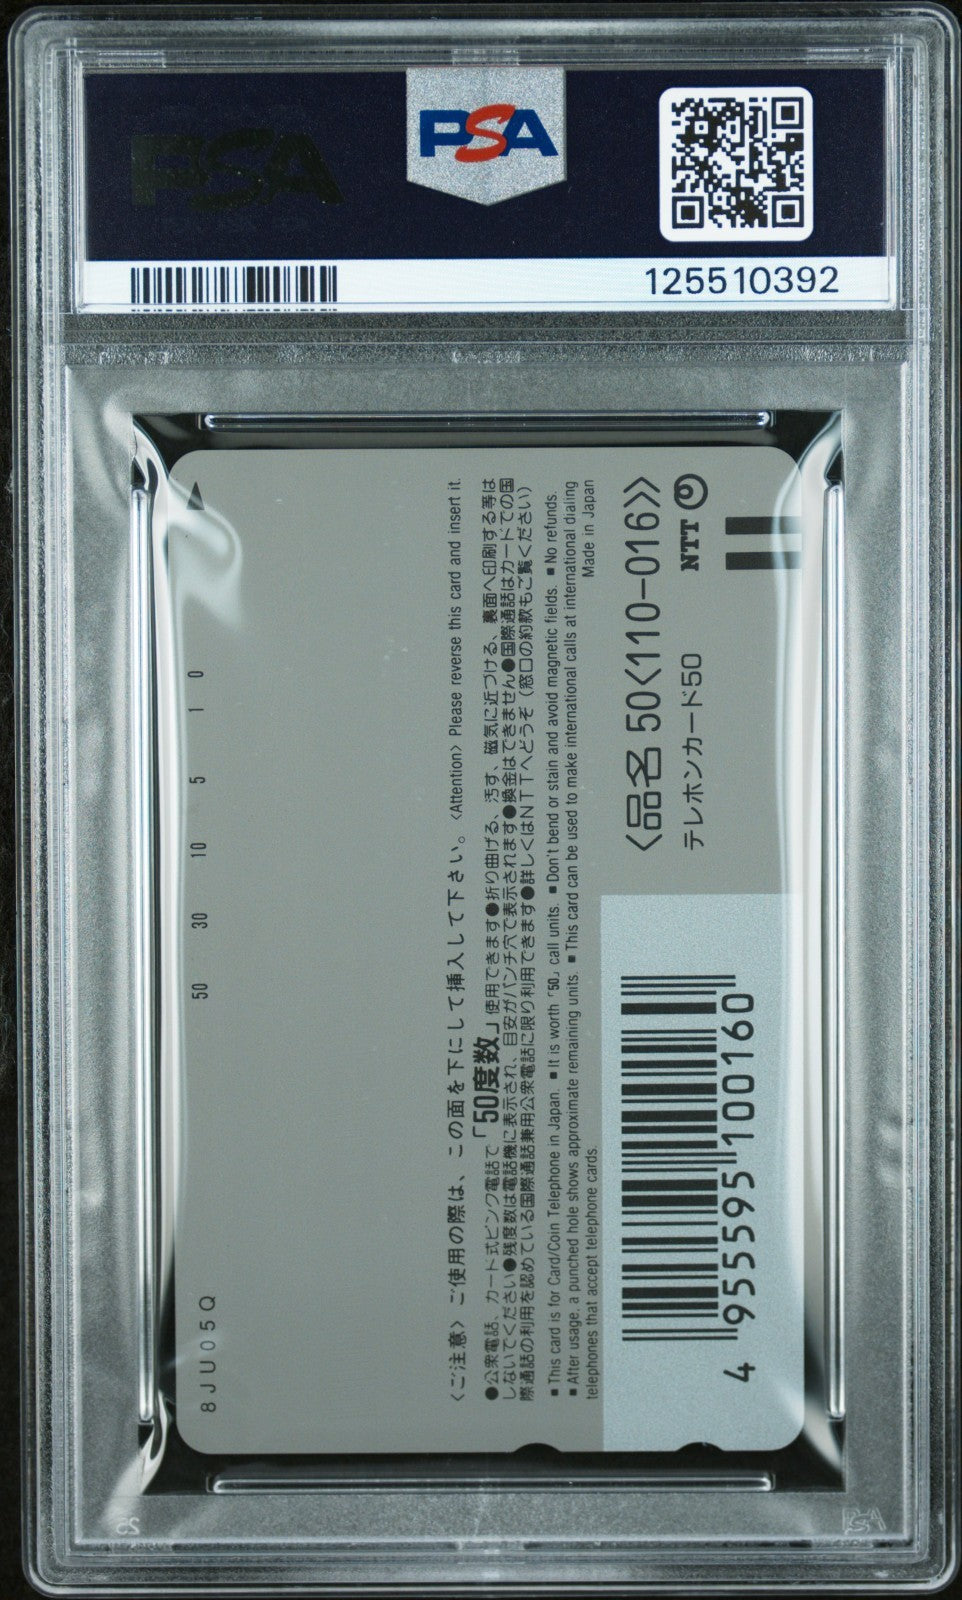 PSA
PSA
125510392
8JU05Q
50 30 10 5 1 0
〈ご注意〉ご使用の際は、この面を下にして挿入して下さい。〈Attention〉Please reverse this card and insert it.
●公衆電話、カード式ピンク電話で「50度数」使用できます●折り曲げる、汚す、磁気に近づける、裏面へ印刷する等は
しないでください●残度数は電話機に表示され、目安がパンチ穴で表示されます●換金はできません●国際通話はカードでの国
際通話の利用を認めている国際通話兼用公衆電話に限り利用できます●詳しくはNTTへどうぞ（窓口の約款もご覧ください）
■This card is for Card/Coin Telephone in Japan. ■It is worth「50」call units. ■Don't bend or stain and avoid magnetic fields. ■No refunds.
■After usage, a punched hole shows approximate remaining units. ■This card can be used to make international calls at international dialing
telephones that accept telephone cards. Made in Japan
〈品名 50〈110-016〉〉
テレホンカード50
NTT
4 955595 100160
PSA